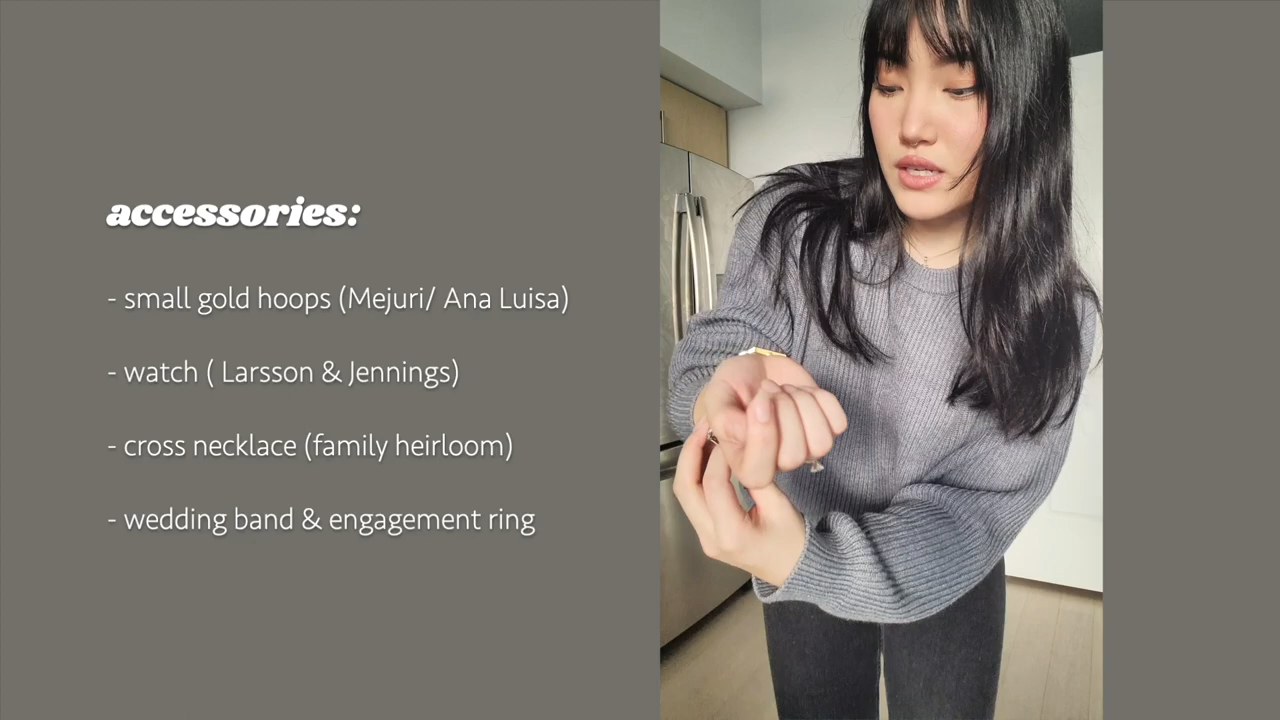 accessories:
- small gold hoops (Mejuri/ Ana Luisa)
- watch ( Larsson & Jennings)
- cross necklace (family heirloom)
- wedding band & engagement ring